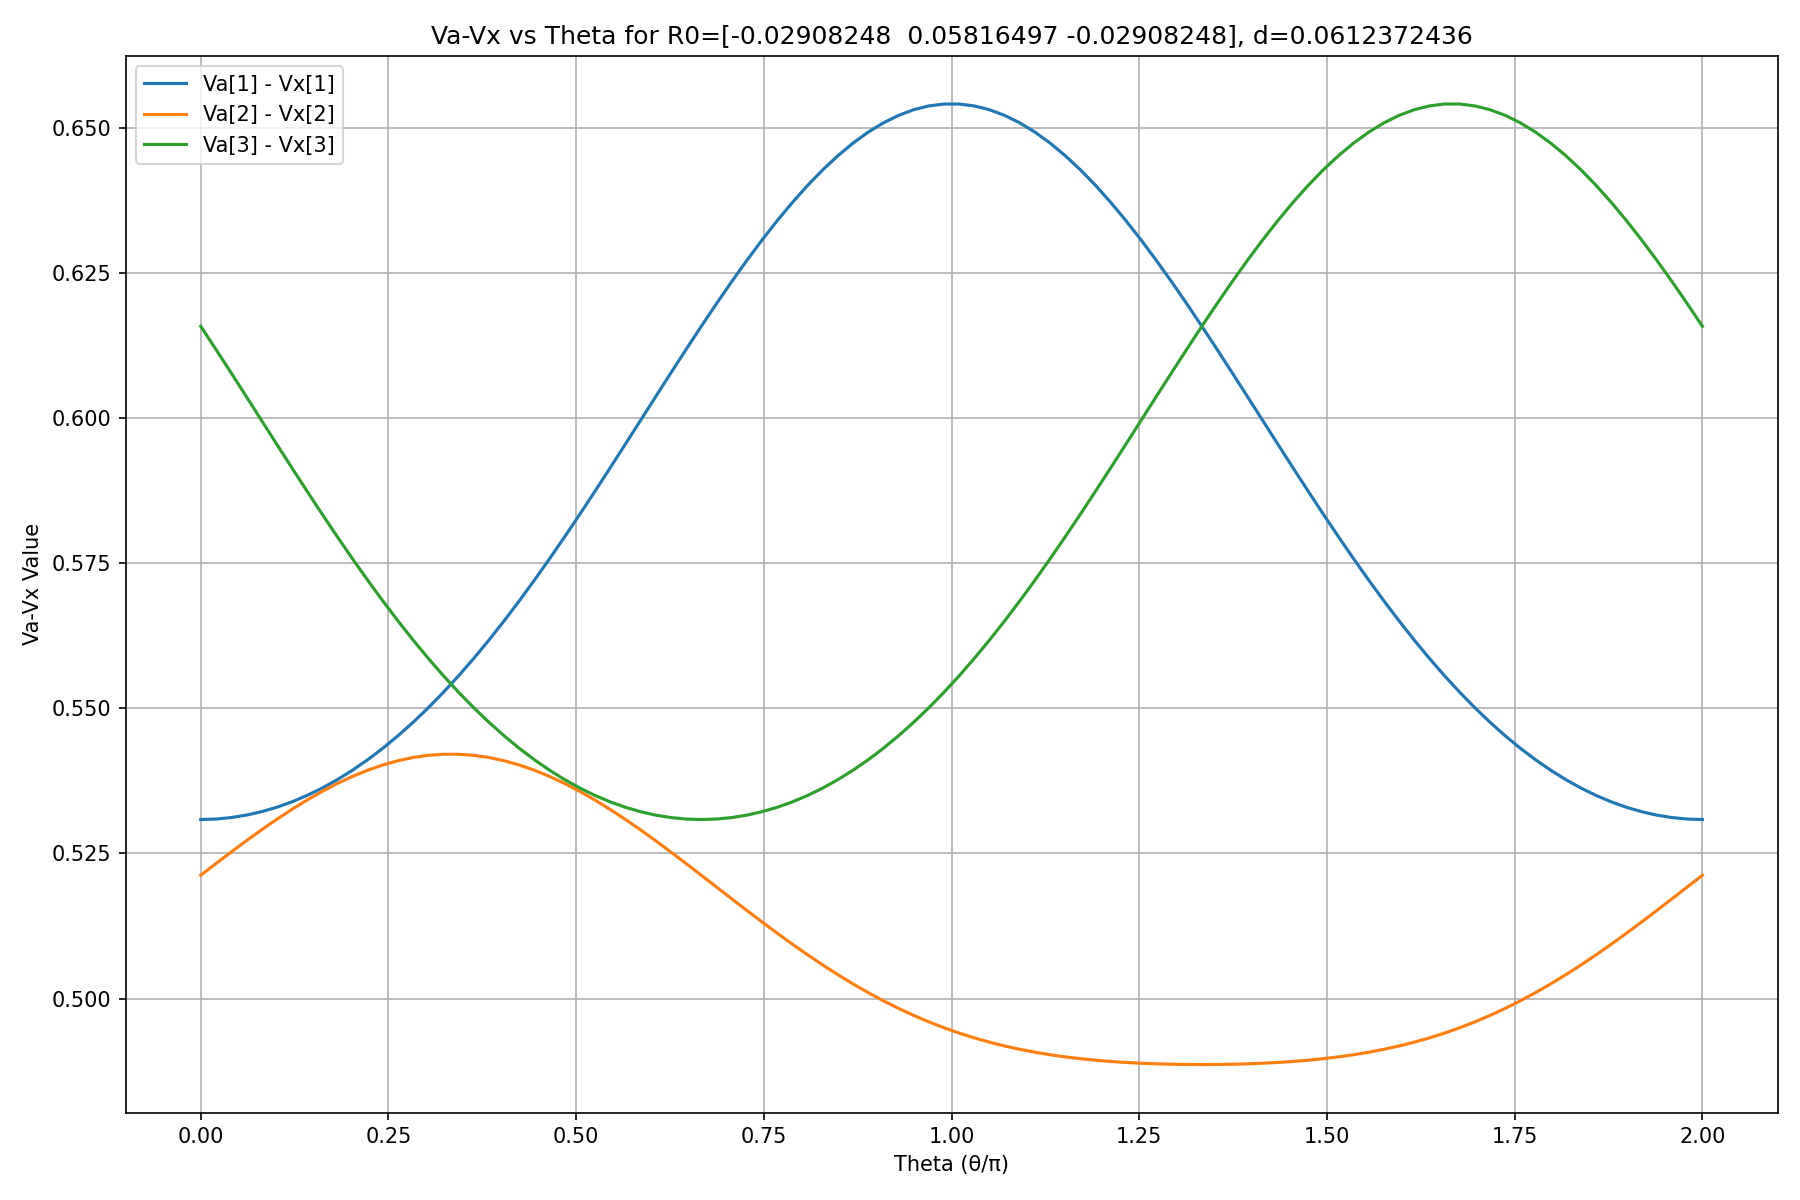 Va-Vx vs Theta for R0=[-0.02908248  0.05816497 -0.02908248], d=0.0612372436
Va[1] - Vx[1]
Va[2] - Vx[2]
Va[3] - Vx[3]
Va-Vx Value
0.650
0.625
0.600
0.575
0.550
0.525
0.500
0.00 0.25 0.50 0.75 1.00 1.25 1.50 1.75 2.00
Theta (θ/π)